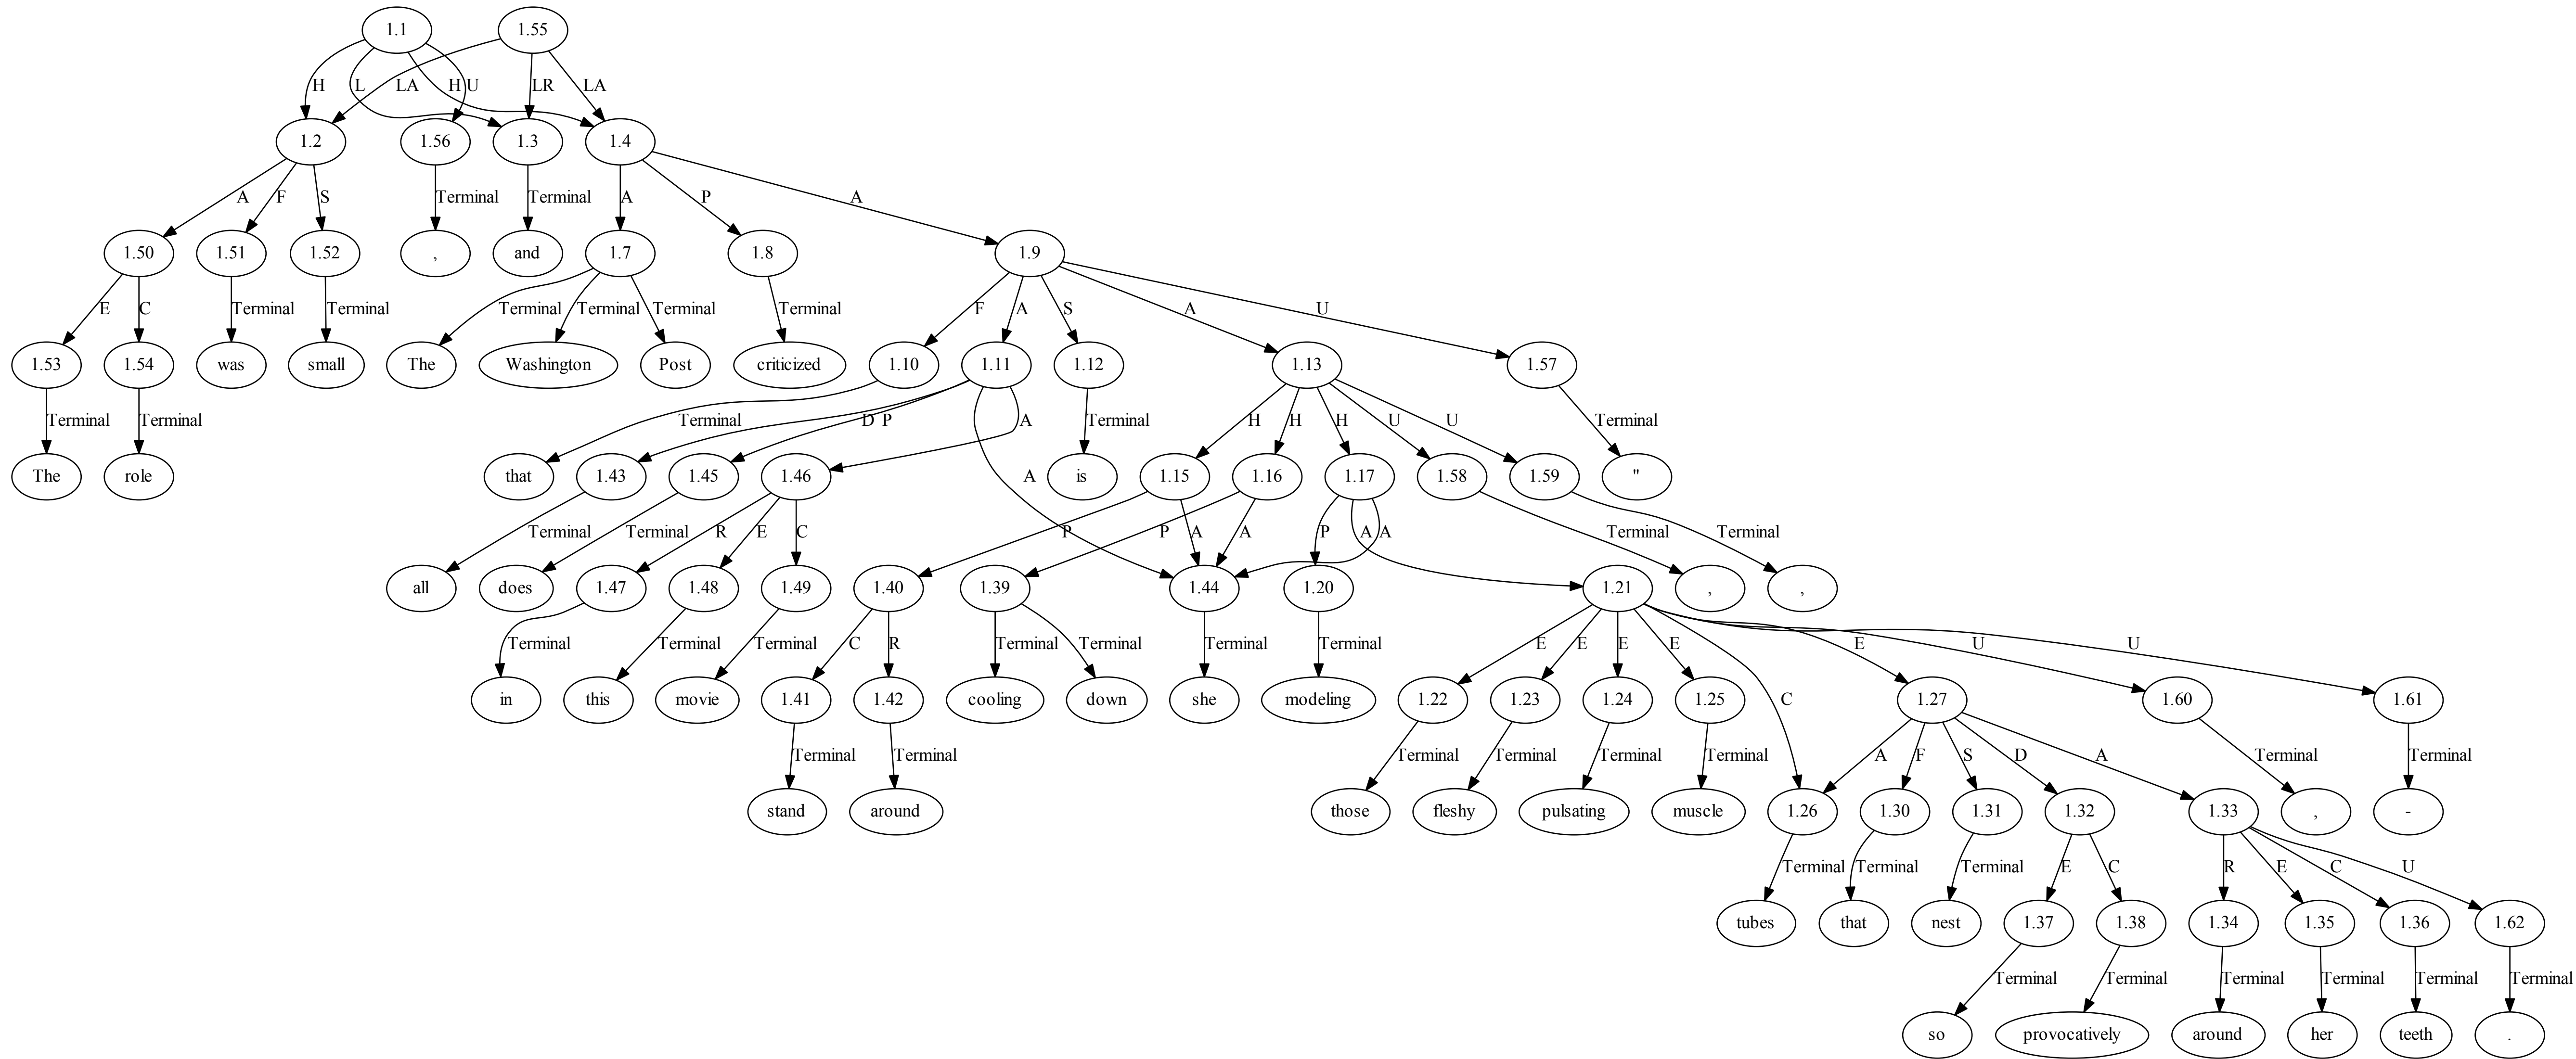 1.1 1.55
H L LA H U LR LA
1.2 1.56 1.3 1.4
A F S Terminal Terminal A P A
1.50 1.51 1.52 , and 1.7 1.8 1.9
E C Terminal Terminal Terminal Terminal Terminal Terminal F A S A U
1.53 1.54 was small The Washington Post criticized 1.10 1.11 1.12 1.13 1.57
Terminal Terminal Terminal D P A Terminal H H H U U Terminal
The role that 1.43 1.45 1.46 is 1.15 1.16 1.17 1.58 1.59 "
Terminal Terminal R E C A P P A A P A A Terminal Terminal
all does 1.47 1.48 1.49 1.40 1.39 1.44 1.20 1.21 , ,
Terminal Terminal Terminal C R Terminal Terminal Terminal Terminal E E E E C E U U
in this movie 1.41 1.42 cooling down she modeling 1.22 1.23 1.24 1.25 1.27 1.60 1.61
Terminal Terminal Terminal Terminal Terminal Terminal A F S D A Terminal Terminal
stand around those fleshy pulsating muscle 1.26 1.30 1.31 1.32 1.33 , -
Terminal Terminal Terminal E C R E C U
tubes that nest 1.37 1.38 1.34 1.35 1.36 1.62
Terminal Terminal Terminal Terminal Terminal Terminal
so provocatively around her teeth .